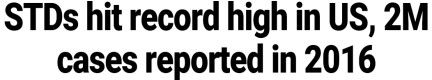 STDs hit record high in US, 2M
cases reported in 2016